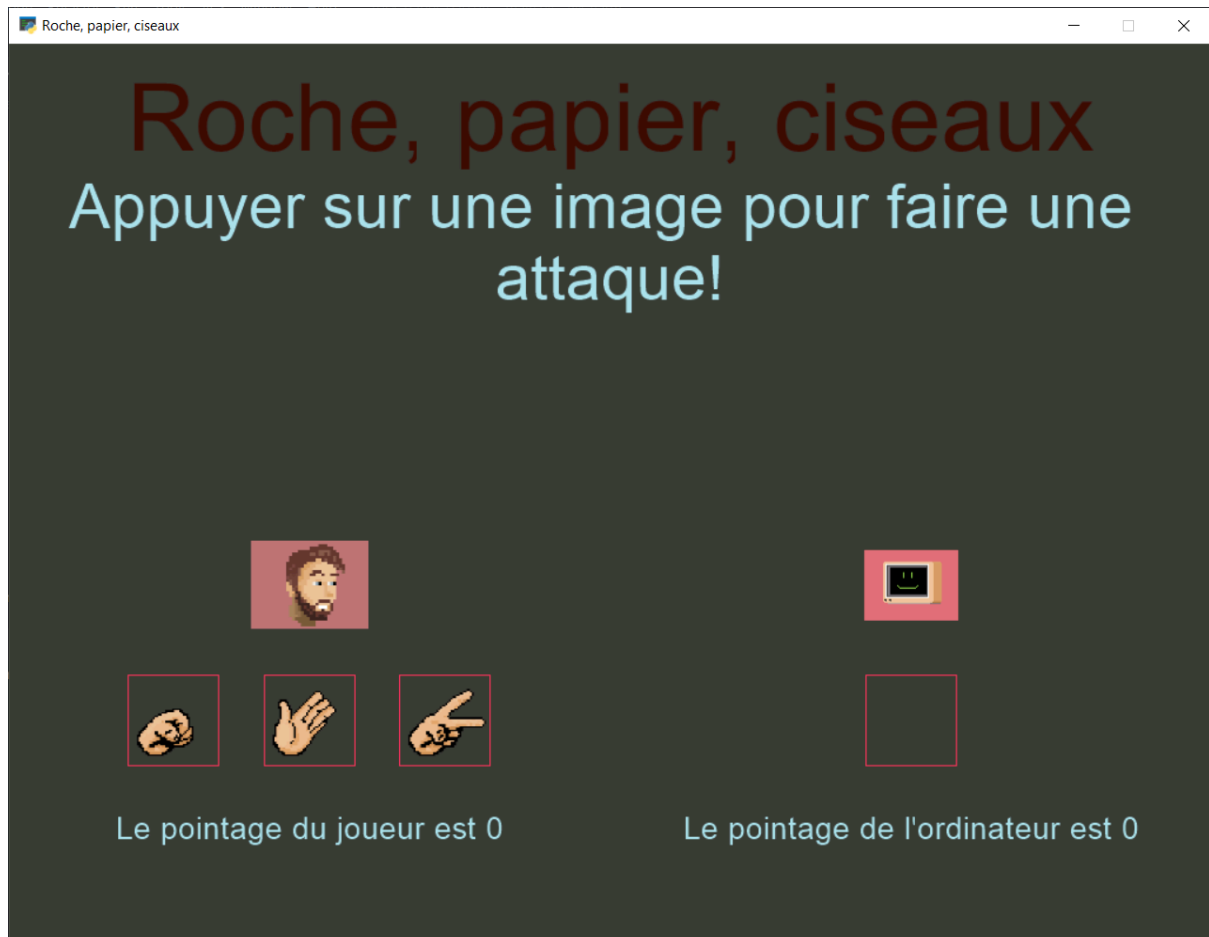 Roche, papier, ciseaux
Roche, papier, ciseaux
Appuyer sur une image pour faire une
attaque!
Le pointage du joueur est 0
Le pointage de l'ordinateur est 0